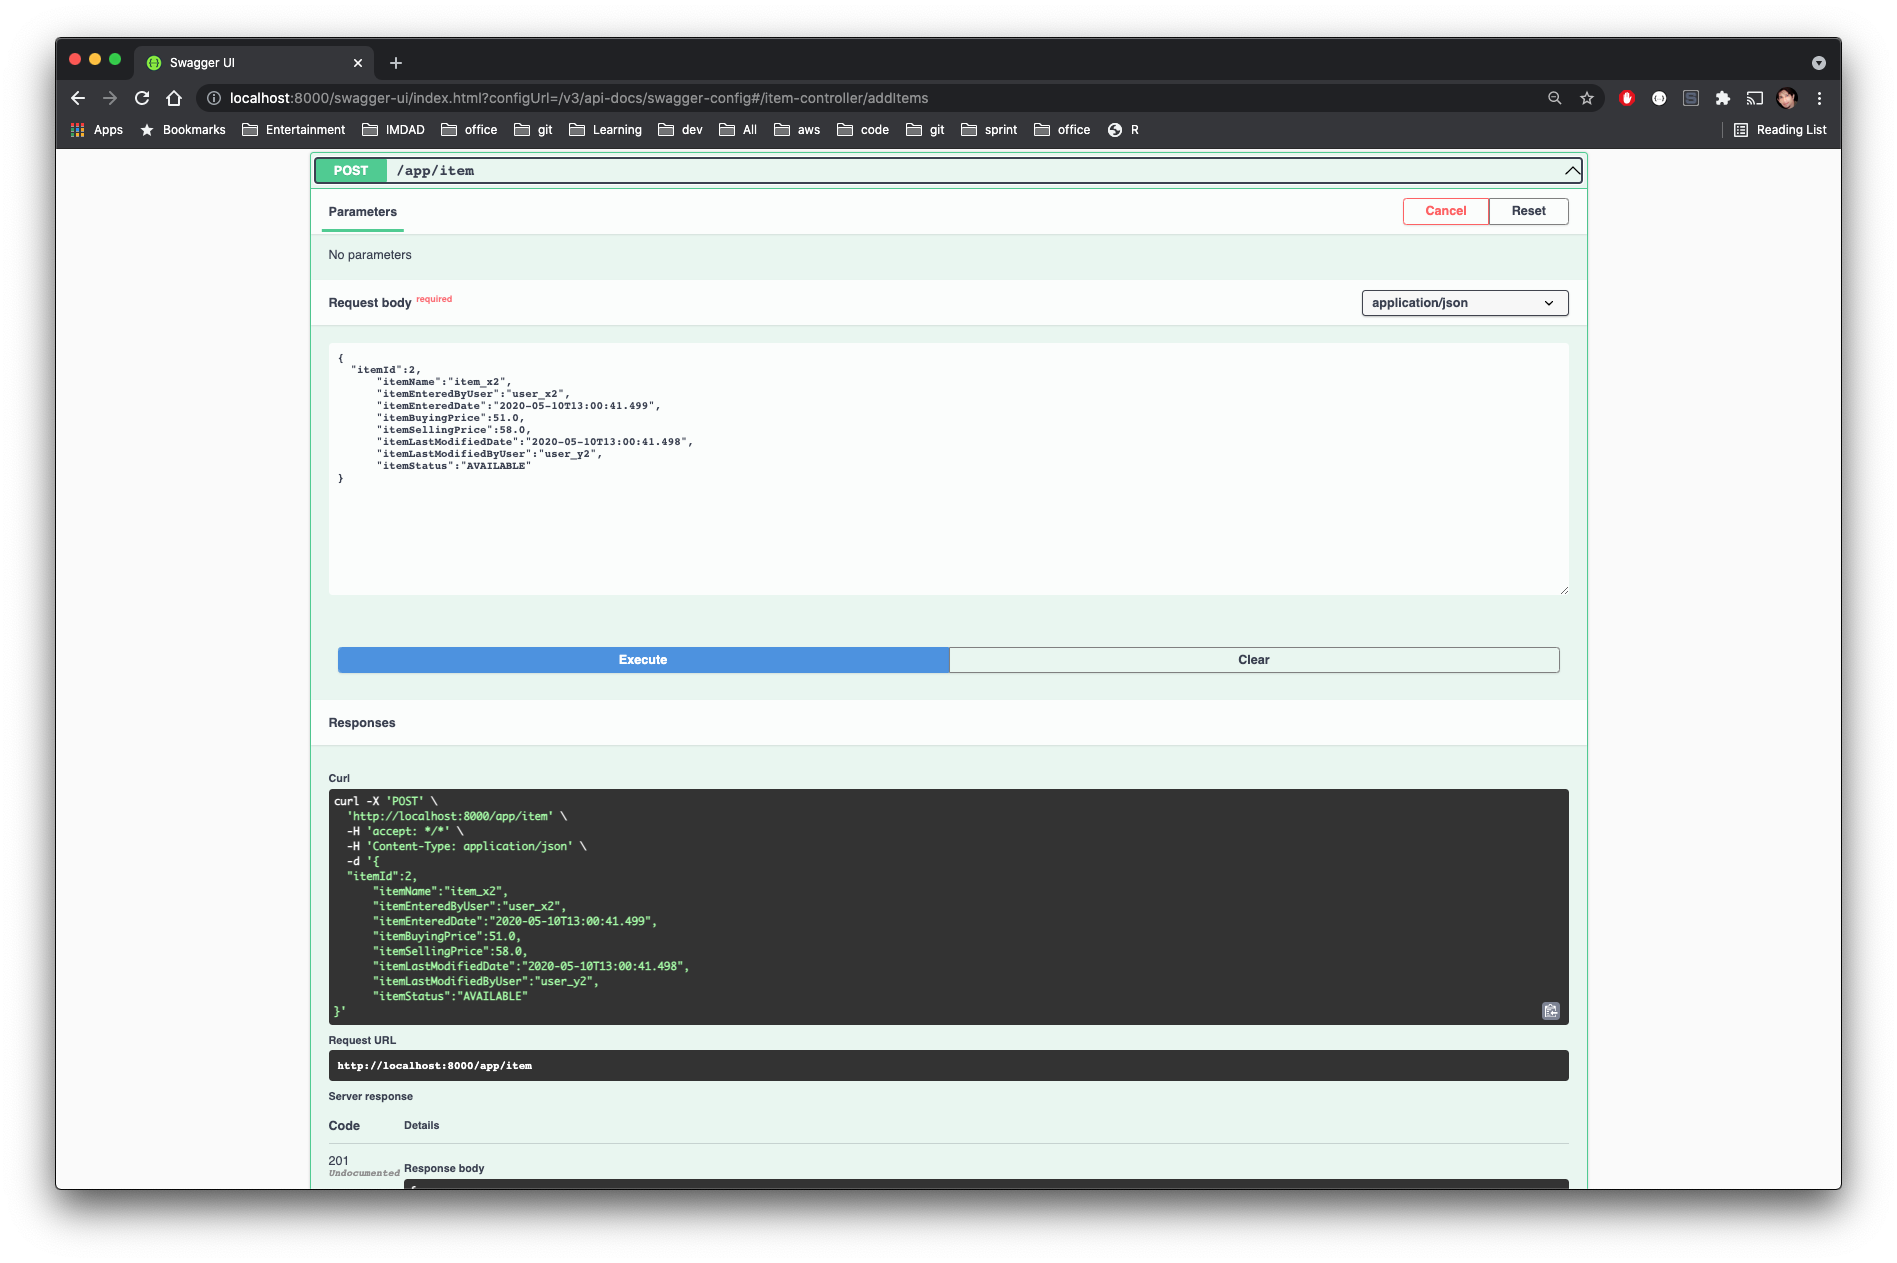 Swagger UI
localhost:8000/swagger-ui/index.html?configUrl=/v3/api-docs/swagger-config#/item-controller/addItems
Apps Bookmarks Entertainment IMDAD office git Learning dev All aws code git sprint office R Reading List
POST /app/item
Parameters Cancel Reset
No parameters
Request body required application/json
{
"itemId":2,
"itemName":"item_x2",
"itemEnteredByUser":"user_x2",
"itemEnteredDate":"2020-05-10T13:00:41.499",
"itemBuyingPrice":51.0,
"itemSellingPrice":58.0,
"itemLastModifiedDate":"2020-05-10T13:00:41.498",
"itemLastModifiedByUser":"user_y2",
"itemStatus":"AVAILABLE"
}
Execute Clear
Responses
Curl
curl -X 'POST' \
'http://localhost:8000/app/item' \
-H 'accept: */*' \
-H 'Content-Type: application/json' \
-d '{
"itemId":2,
"itemName":"item_x2",
"itemEnteredByUser":"user_x2",
"itemEnteredDate":"2020-05-10T13:00:41.499",
"itemBuyingPrice":51.0,
"itemSellingPrice":58.0,
"itemLastModifiedDate":"2020-05-10T13:00:41.498",
"itemLastModifiedByUser":"user_y2",
"itemStatus":"AVAILABLE"
}'
Request URL
http://localhost:8000/app/item
Server response
Code Details
201
Undocumented Response body